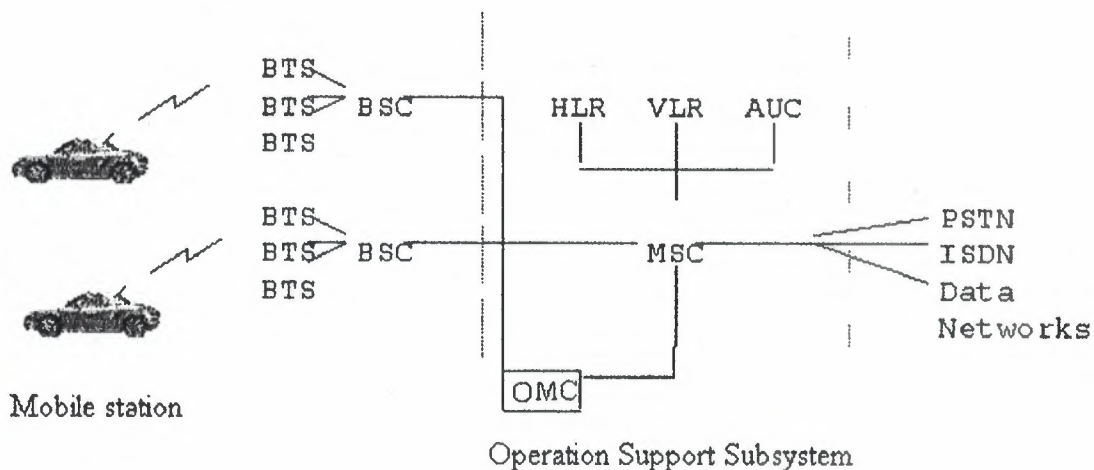 BTS
BTS BSC
BTS
HLR VLR AUC
BTS
BTS BSC
BTS
MSC
PSTN
ISDN
Data
Networks
OMC
Mobile station
Operation Support Subsystem